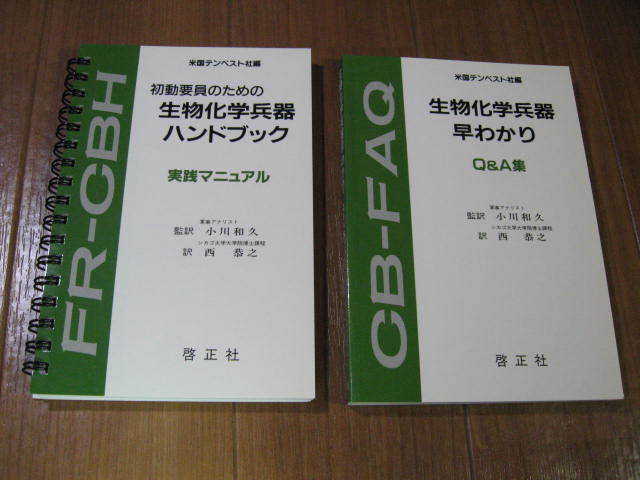 FR-CBH
米国テンペスト社編
初動要員のための
生物化学兵器
ハンドブック
実践マニュアル
軍事アナリスト
監訳 小川和久
シカゴ大学大学院博士課程
訳 西 恭之
啓正社
CB-FAQ
米国テンペスト社編
生物化学兵器
早わかり
Q&A集
軍事アナリスト
監訳 小川和久
シカゴ大学大学院博士課程
訳 西 恭之
啓正社